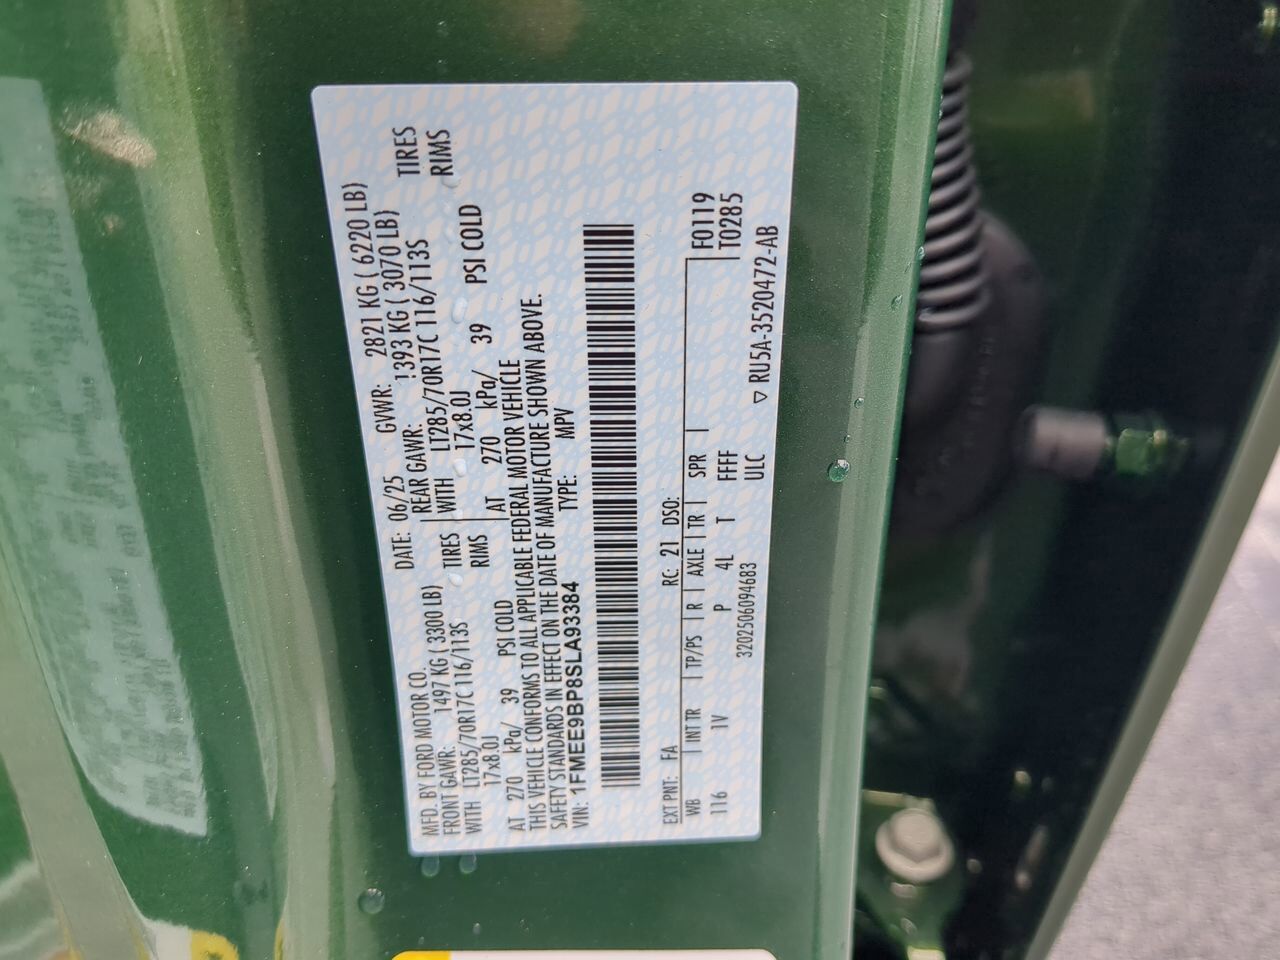 MFD. BY FORD MOTOR CO.
DATE: 06/25 GVWR: 2821 KG ( 6220 LB)
FRONT GAWR: 1497 KG ( 3300 LB) REAR GAWR: 1393 KG ( 3070 LB)
WITH LT285/70R17C 116/113S TIRES WITH LT285/70R17C 116/113S TIRES
17x8.0J RIMS 17x8.0J RIMS
AT 270 kPa/ 39 PSI COLD AT 270 kPa/ 39 PSI COLD
THIS VEHICLE CONFORMS TO ALL APPLICABLE FEDERAL MOTOR VEHICLE
SAFETY STANDARDS IN EFFECT ON THE DATE OF MANUFACTURE SHOWN ABOVE.
VIN: 1FMEE9BP8SLA93384 TYPE: MPV
EXT PNT: FA RC: 21 DSO: F0119
WB INT TR TP/PS R AXLE TR SPR T0285
116 1V P 4L T FFFF
3202506094683 ULC ▽ RU5A-3520472-AB